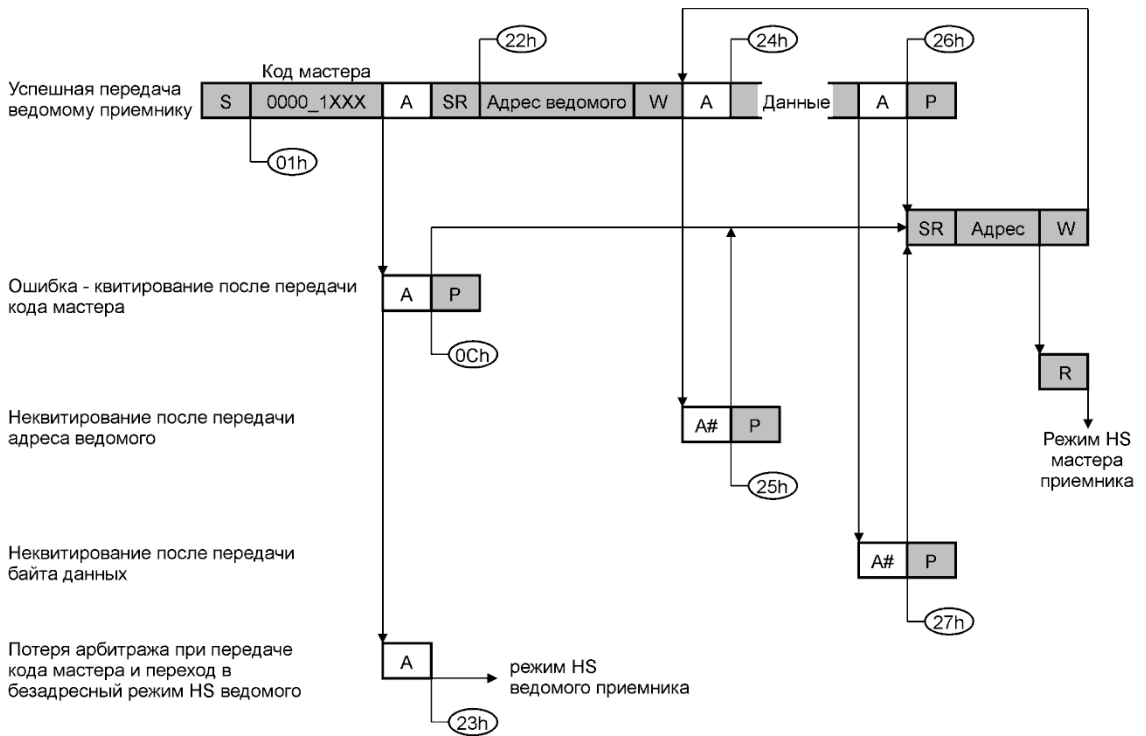 22h
24h
26h
Код мастера
Успешная передача
ведомому приемнику
S
0000_1XXX
A
SR
Адрес ведомого
W
A
Данные
A
P
01h
SR
Адрес
W
Ошибка - квитирование после передачи
кода мастера
A
P
0Ch
R
Неквитирование после передачи
адреса ведомого
A#
P
Режим HS
мастера
приемника
25h
Неквитирование после передачи
байта данных
A#
P
27h
Потеря арбитража при передаче
кода мастера и переход в
безадресный режим HS ведомого
A
режим HS
ведомого приемника
23h